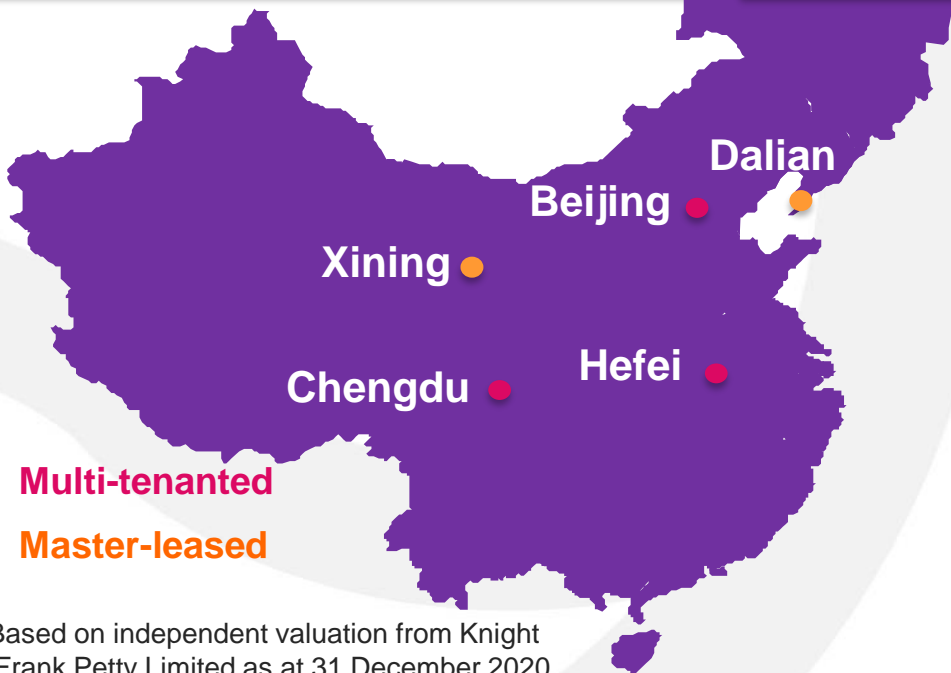 Dalian
Beijing
Xining
Hefei
Chengdu
Multi-tenanted
Master-leased
Based on independent valuation from Knight
Frank Petty Limited as at 31 December 2020